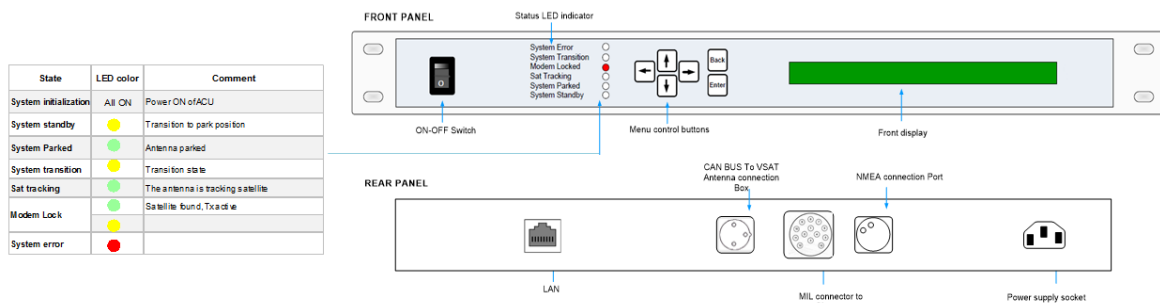 FRONT PANEL
Status LED indicator
System Error
System Transition
Modem Locked
Sat Tracking
System Parked
System Standby
Back
Enter
ON-OFF Switch
Menu control buttons
Front display
State LED color Comment
System initialization All ON Power ON ofACU
System standby Transition to park position
System Parked Antenna parked
System transition Transition state
Sat tracking The antenna is tracking satellite
Modem Lock Satellite found, Tx active
System error
REAR PANEL
CAN BUS To VSAT
Antenna connection
Box
NMEA connection Port
LAN
MIL connector to
Power supply socket